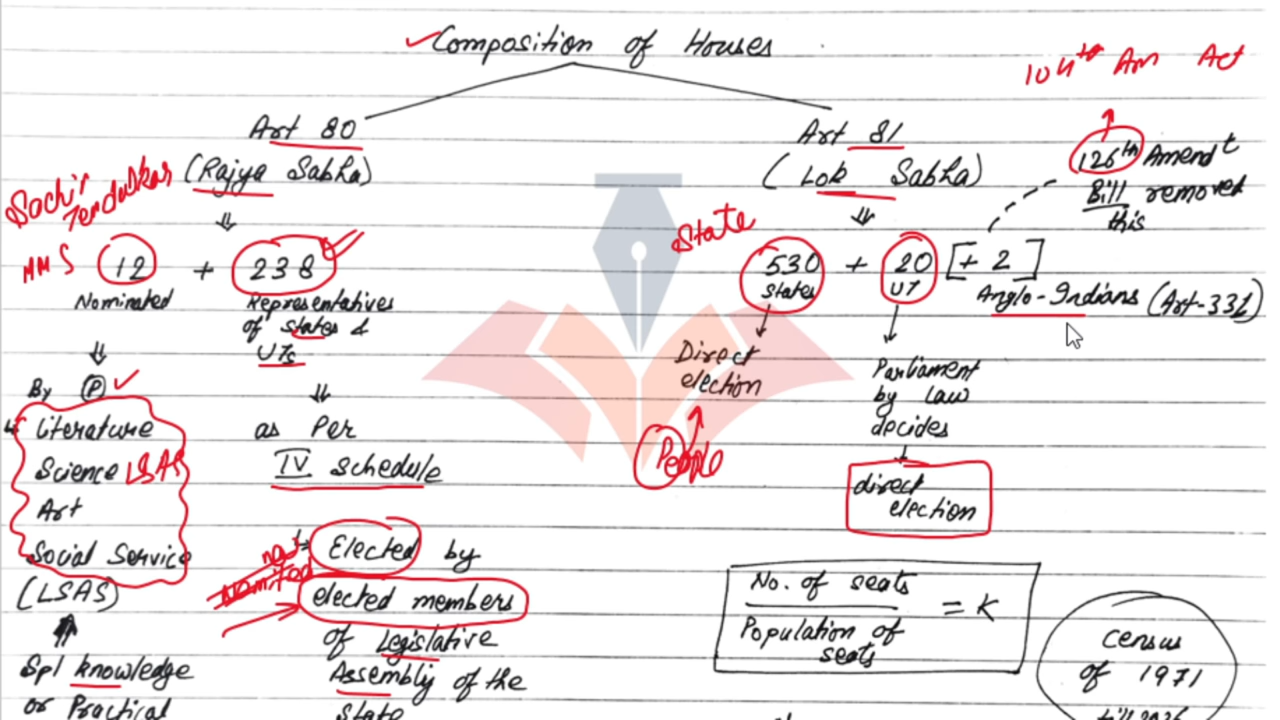 Composition of Houses
104th Am Act
Art 80
(Rajya Sabha)
Sachin
Tendulkar
MMS
12 + 238
Nominated
Representatives
of states &
UTs
By (P)
Literature
Science LSAS
Art
Social Service
(LSAS)
Spl knowledge
or Practical
as Per
IV Schedule
not
Elected by
elected members
of Legislative
Assembly of the
State
Art 81
(Lok Sabha)
126th Amendt
Bill removed
this
State
530 + 20 [+ 2]
States
UT
Anglo-Indians (Art-331)
Direct
election
People
Parliament
by law
decides
direct
election
No. of seats
Population of
seats
= K
Census
of 1971
till 2026